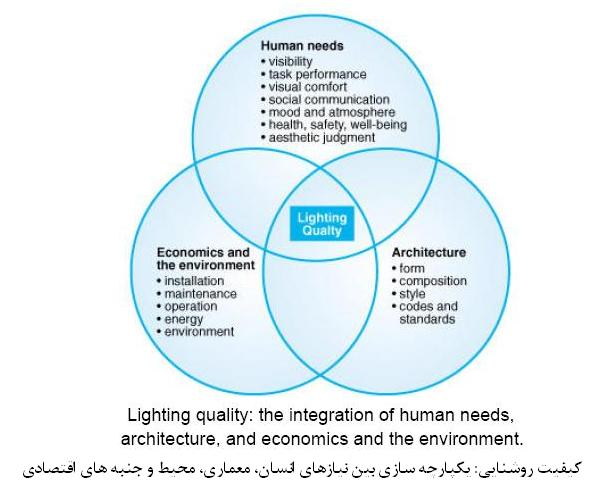 Human needs
• visibility
• task performance
• visual comfort
• social communication
• mood and atmosphere
• health, safety, well-being
• aesthetic judgment
Lighting
Qualty
Economics and
the environment
• installation
• maintenance
• operation
• energy
• environment
Architecture
• form
• composition
• style
• codes and
standards
Lighting quality: the integration of human needs,
architecture, and economics and the environment.
کیفیت روشنایی: یکپارچه سازی بین نیازهای انسان، معماری، محیط و جنبه های اقتصادی